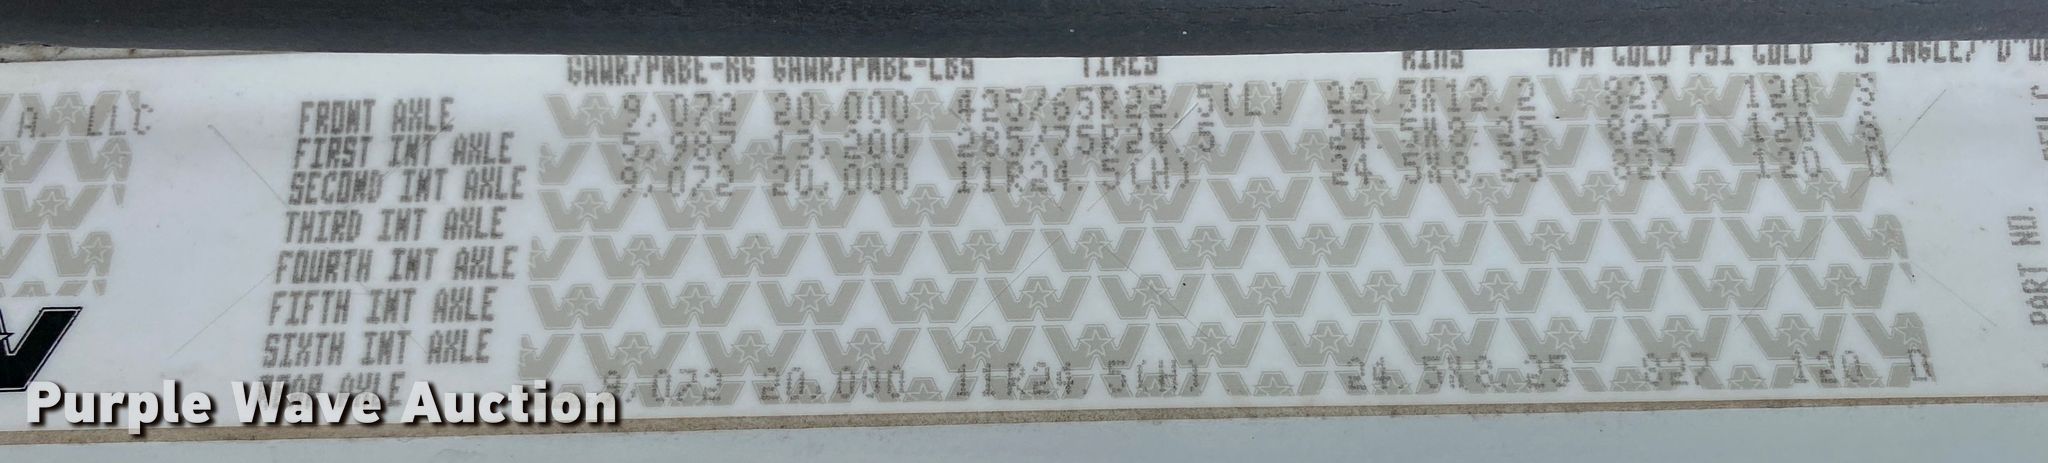 GAWR/PNBE-KG GAWR/PNBE-LBS TIRES RIMS KPA COLD PSI COLD "S"INGLE/"D"U
A. LLC
FRONT AXLE 9,072 20,000 425/65R22.5(L) 22.5X12.2 827 120 S
FIRST INT AXLE 5,987 13,200 285/75R24.5 24.5X8.25 827 120 S
SECOND INT AXLE 9,072 20,000 11R24.5(H) 24.5X8.25 827 120 D
THIRD INT AXLE
FOURTH INT AXLE
FIFTH INT AXLE
SIXTH INT AXLE
REAR AXLE 9,072 20,000 11R24.5(H) 24.5X8.25 827 120 D
PART NO.
Purple Wave Auction